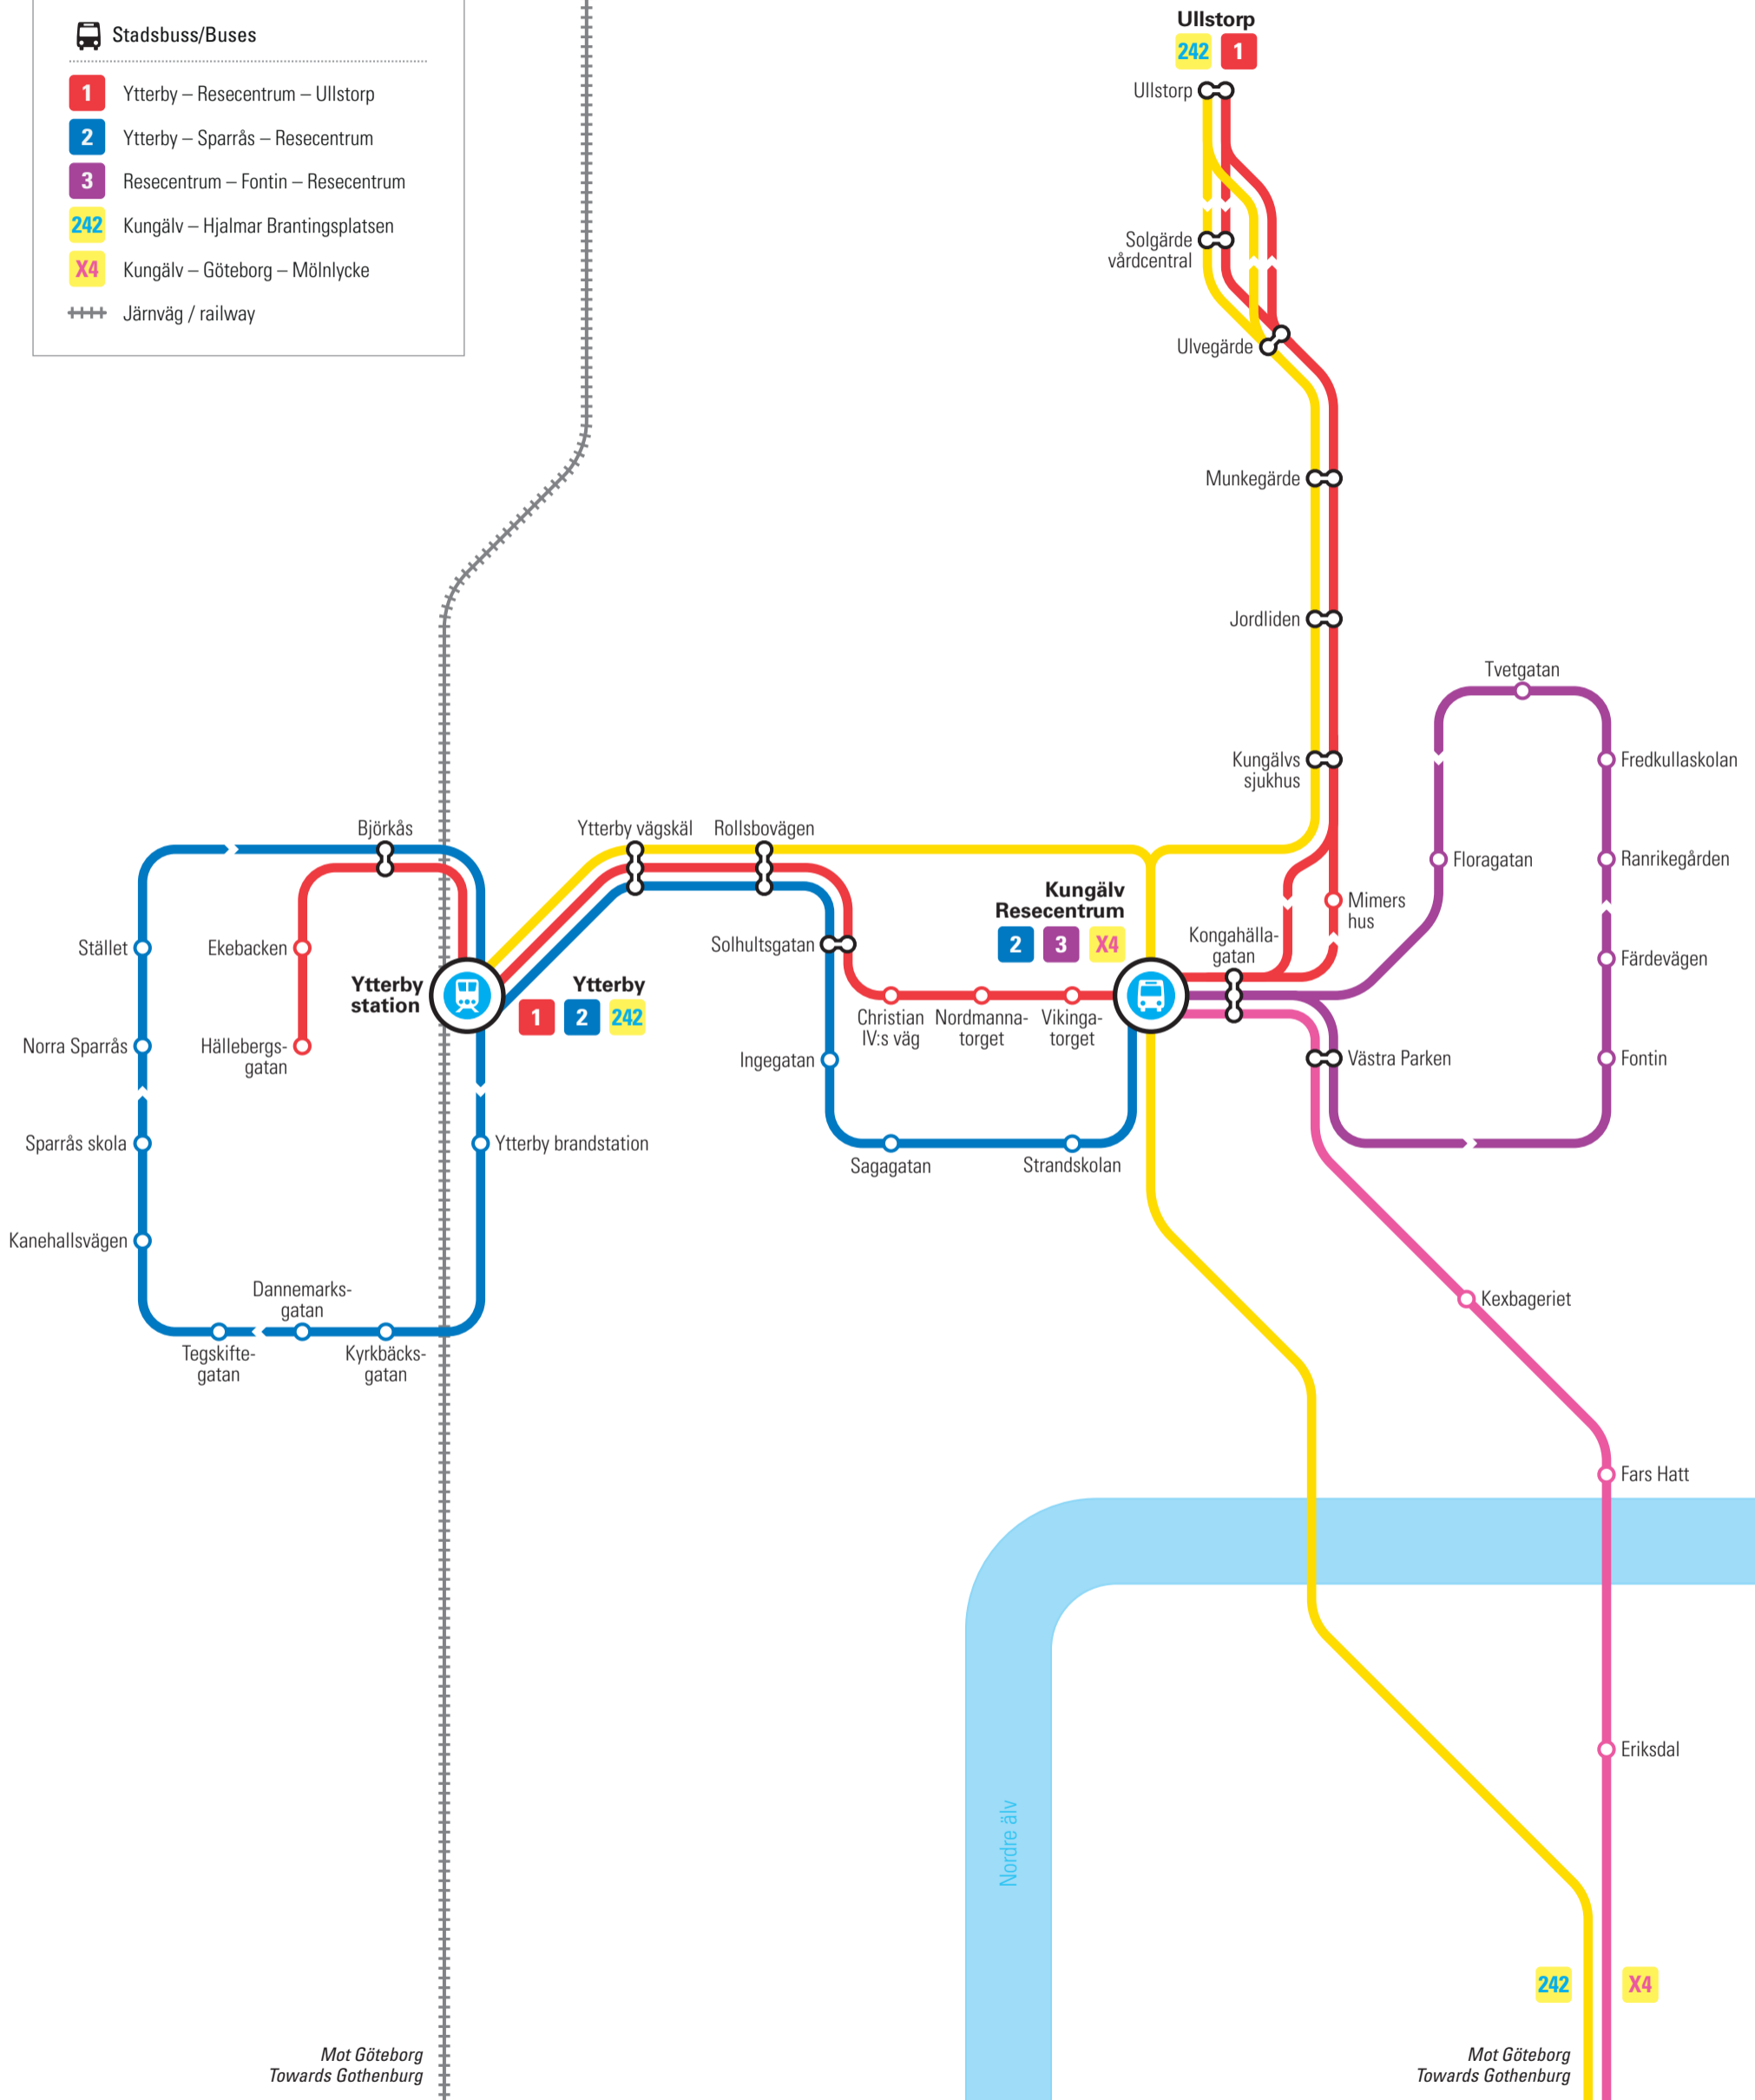 Stadsbuss/Buses
1 Ytterby – Resecentrum – Ullstorp
2 Ytterby – Sparrås – Resecentrum
3 Resecentrum – Fontin – Resecentrum
242 Kungälv – Hjalmar Brantingsplatsen
X4 Kungälv – Göteborg – Mölnlycke
Järnväg / railway
Ullstorp
242 1
Ullstorp
Solgärde
vårdcentral
Ulvegärde
Munkegärde
Jordliden
Kungälvs
sjukhus
Tvetgatan
Fredkullaskolan
Floragatan
Ranrikegården
Färdevägen
Fontin
Mimers
hus
Kongahälla-
gatan
Västra Parken
Kungälv
Resecentrum
2 3 X4
Björkås
Ytterby vägskäl
Rollsbovägen
Solhultsgatan
Christian
IV:s väg
Nordmanna-
torget
Vikinga-
torget
Ingegatan
Sagagatan
Strandskolan
Stället
Ekebacken
Ytterby
station
Ytterby
1 2 242
Norra Sparrås
Hällebergs-
gatan
Sparrås skola
Ytterby brandstation
Kanehallsvägen
Dannemarks-
gatan
Tegskifte-
gatan
Kyrkbäcks-
gatan
Kexbageriet
Fars Hatt
Eriksdal
Nordre älv
242
X4
Mot Göteborg
Towards Gothenburg
Mot Göteborg
Towards Gothenburg